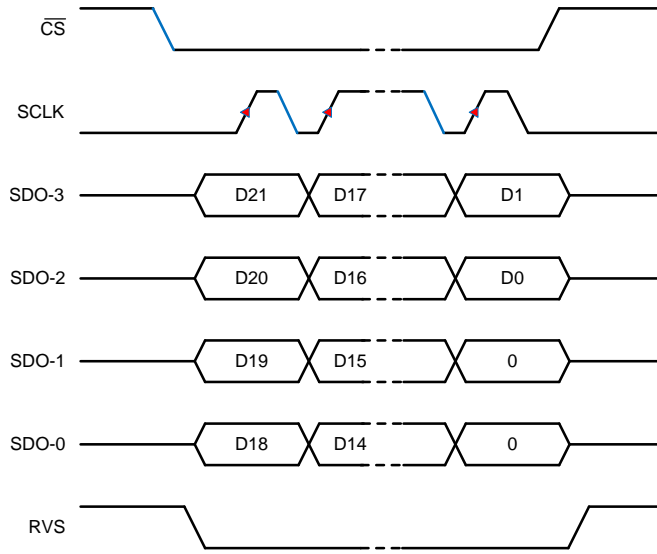 CS
SCLK
SDO-3 D21 D17 D1
SDO-2 D20 D16 D0
SDO-1 D19 D15 0
SDO-0 D18 D14 0
RVS